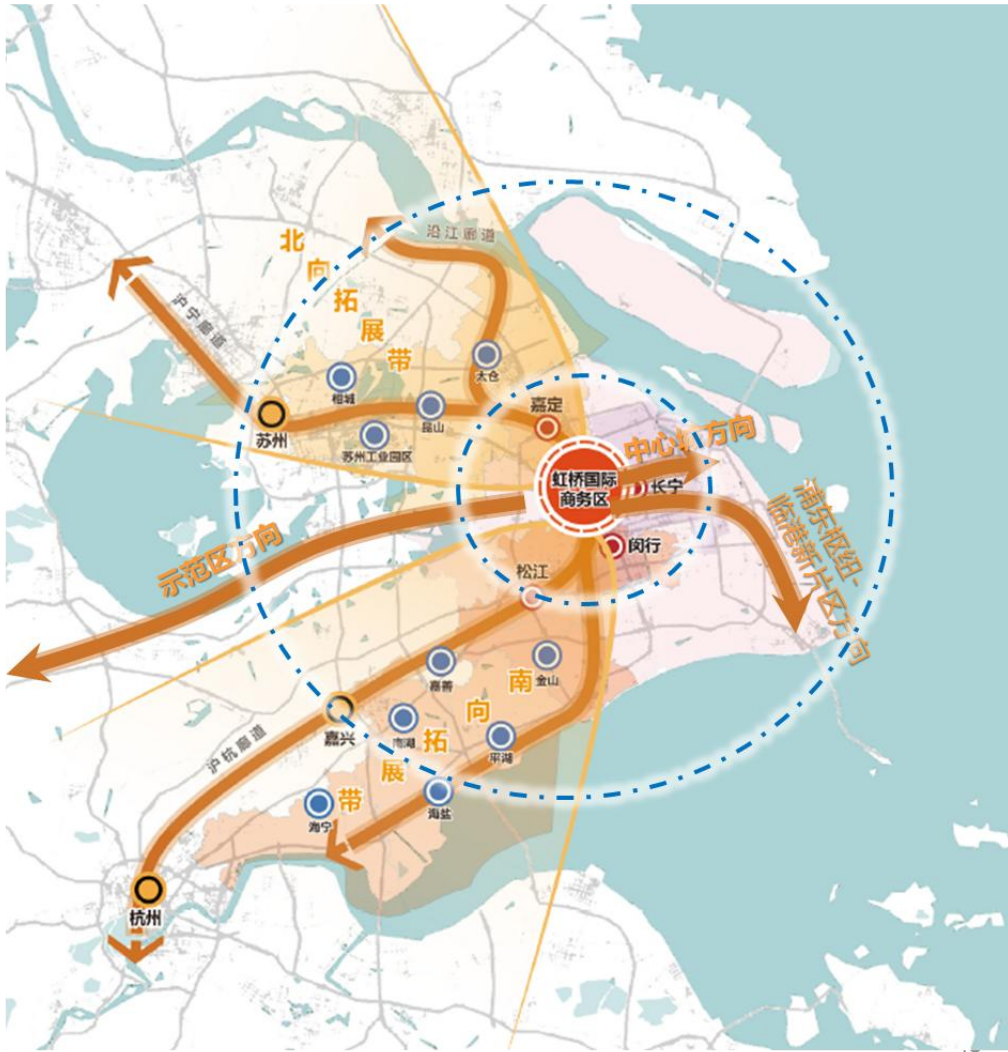 北向拓展带
沿江廊道
沪宁廊道
太仓
相城
昆山
苏州
苏州工业园区
嘉定
中心城方向
虹桥国际
商务区
长宁
闵行
浦东枢纽-
临港新片区方向
示范区方向
松江
嘉善
金山
南向拓展带
嘉兴
南湖
平湖
沪杭廊道
海宁
海盐
杭州